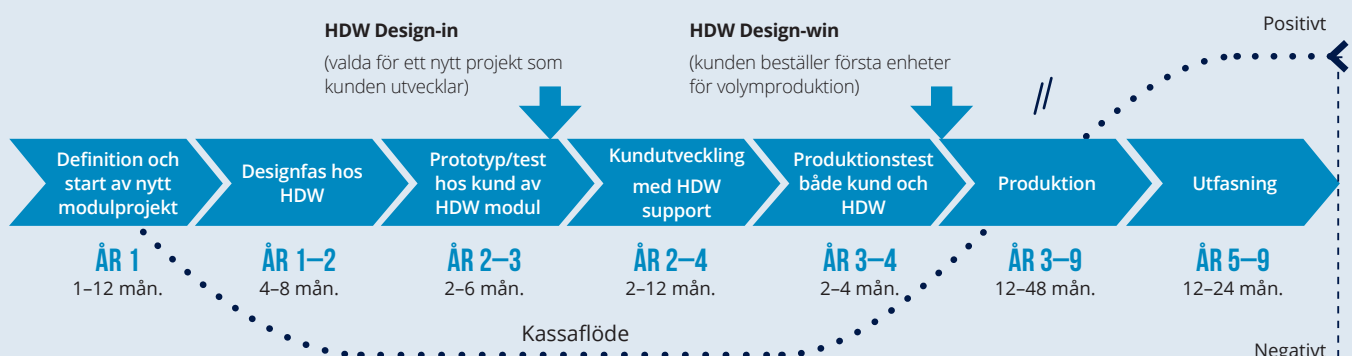 HDW Design-in
(valda för ett nytt projekt som
kunden utvecklar)
HDW Design-win
(kunden beställer första enheter
för volymproduktion)
Positivt
//
Definition och
start av nytt
modulprojekt
Designfas hos
HDW
Prototyp/test
hos kund av
HDW modul
Kundutveckling
med HDW
support
Produktionstest
både kund och
HDW
Produktion
Utfasning
ÅR 1
1–12 mån.
ÅR 1–2
4–8 mån.
ÅR 2–3
2–6 mån.
ÅR 2–4
2–12 mån.
ÅR 3–4
2–4 mån.
ÅR 3–9
12–48 mån.
ÅR 5–9
12–24 mån.
Kassaflöde
Negativt